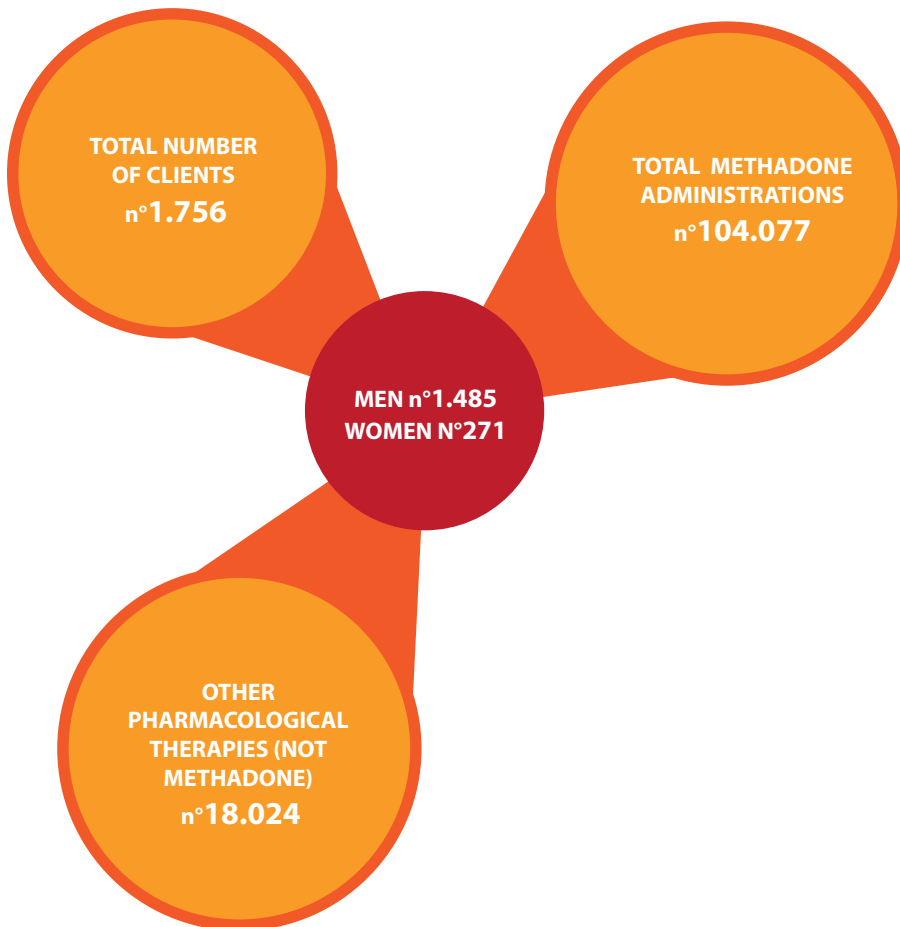 TOTAL NUMBER
OF CLIENTS
n°1.756
TOTAL METHADONE
ADMINISTRATIONS
n°104.077
MEN n°1.485
WOMEN N°271
OTHER
PHARMACOLOGICAL
THERAPIES (NOT
METHADONE)
n°18.024